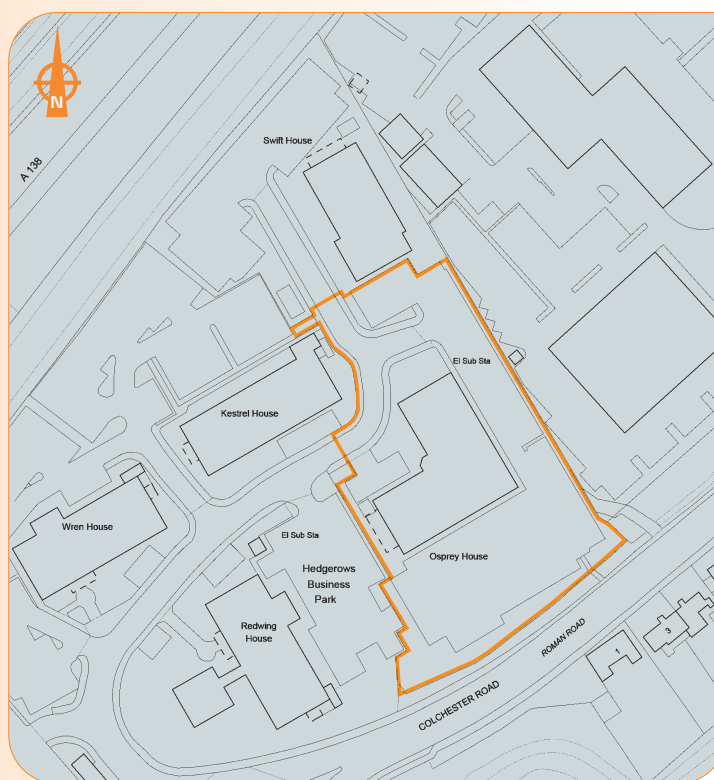 N
A 138
Swift House
El Sub Sta
Kestrel House
Wren House
El Sub Sta
Osprey House
Hedgerows
Business
Park
Redwing
House
ROMAN ROAD
3
1
COLCHESTER ROAD